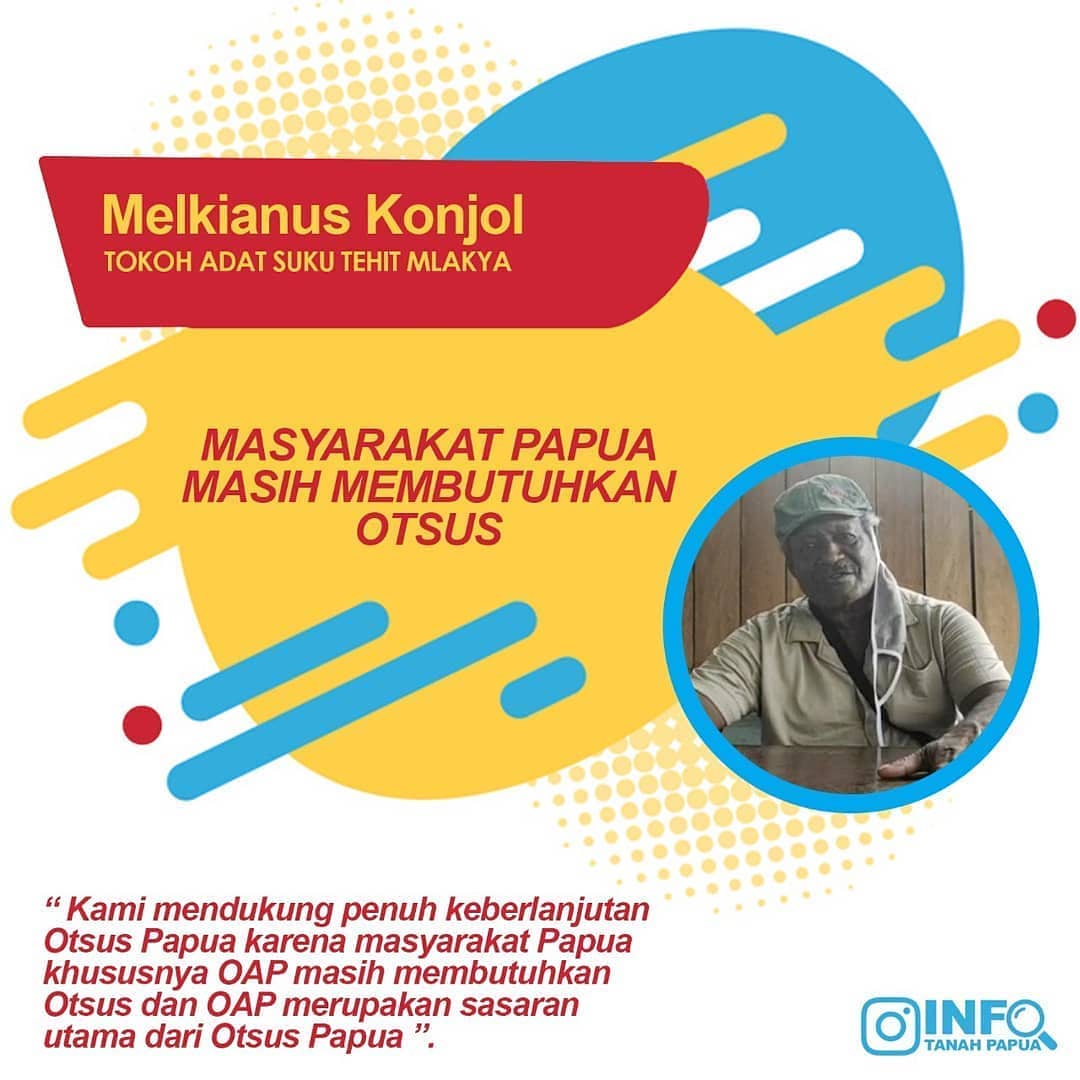 Melkianus Konjol
TOKOH ADAT SUKU TEHIT MLAKYA
MASYARAKAT PAPUA
MASIH MEMBUTUHKAN
OTSUS
“ Kami mendukung penuh keberlanjutan
Otsus Papua karena masyarakat Papua
khususnya OAP masih membutuhkan
Otsus dan OAP merupakan sasaran
utama dari Otsus Papua ”.
INFO
TANAH PAPUA